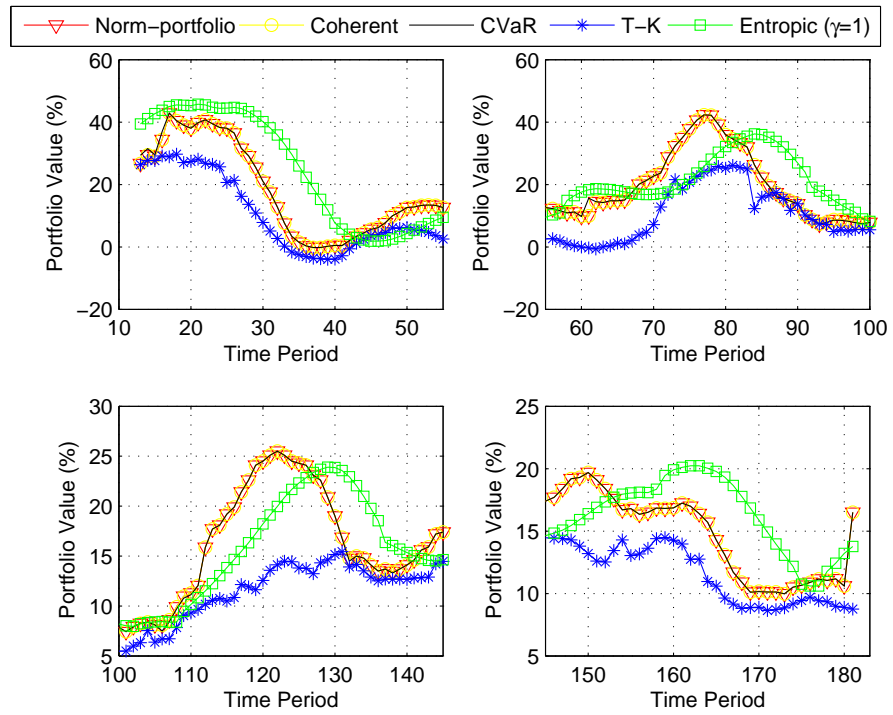 Norm−portfolio Coherent CVaR T−K Entropic (γ=1)
60
40
20
0
−20
10 20 30 40 50
Time Period
Portfolio Value (%)
60
40
20
0
−20
60 70 80 90 100
Time Period
Portfolio Value (%)
30
25
20
15
10
5
100 110 120 130 140
Time Period
Portfolio Value (%)
25
20
15
10
5
150 160 170 180
Time Period
Portfolio Value (%)